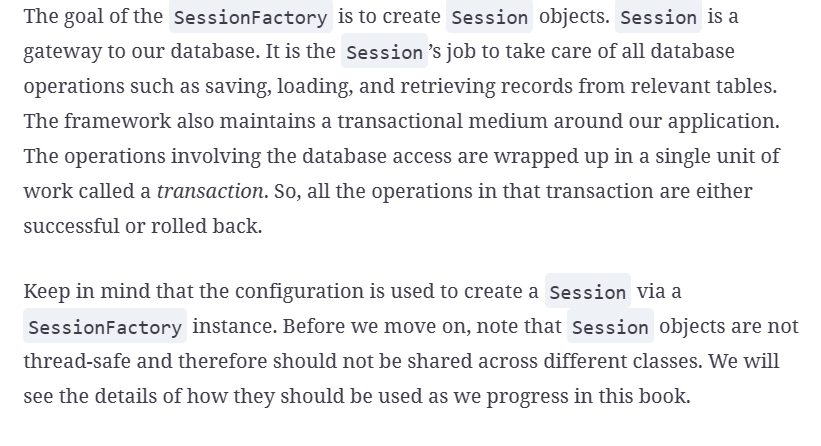 The goal of the SessionFactory is to create Session objects. Session is a
gateway to our database. It is the Session’s job to take care of all database
operations such as saving, loading, and retrieving records from relevant tables.
The framework also maintains a transactional medium around our application.
The operations involving the database access are wrapped up in a single unit of
work called a transaction. So, all the operations in that transaction are either
successful or rolled back.
Keep in mind that the configuration is used to create a Session via a
SessionFactory instance. Before we move on, note that Session objects are not
thread-safe and therefore should not be shared across different classes. We will
see the details of how they should be used as we progress in this book.